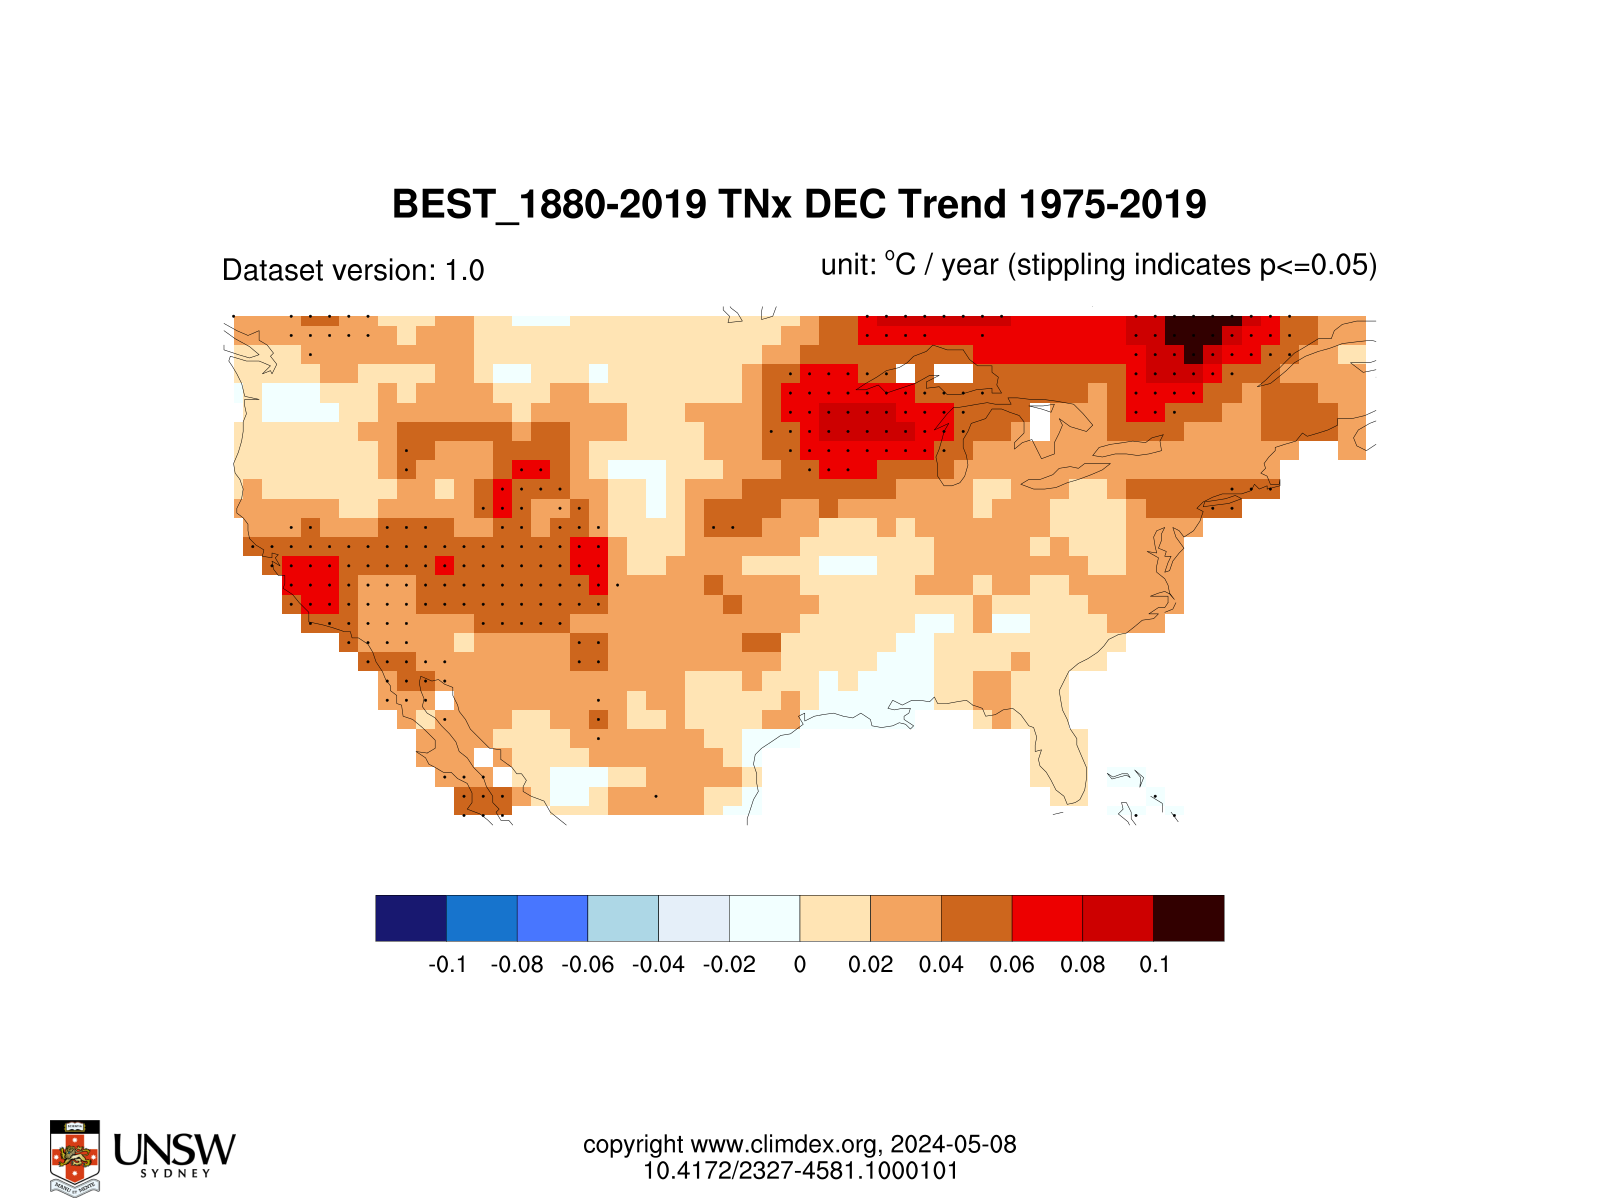 BEST_1880-2019 TNx DEC Trend 1975-2019
Dataset version: 1.0
unit: °C / year (stippling indicates p<=0.05)
-0.1 -0.08 -0.06 -0.04 -0.02 0 0.02 0.04 0.06 0.08 0.1
UNSW
SYDNEY
copyright www.climdex.org, 2024-05-08
10.4172/2327-4581.1000101